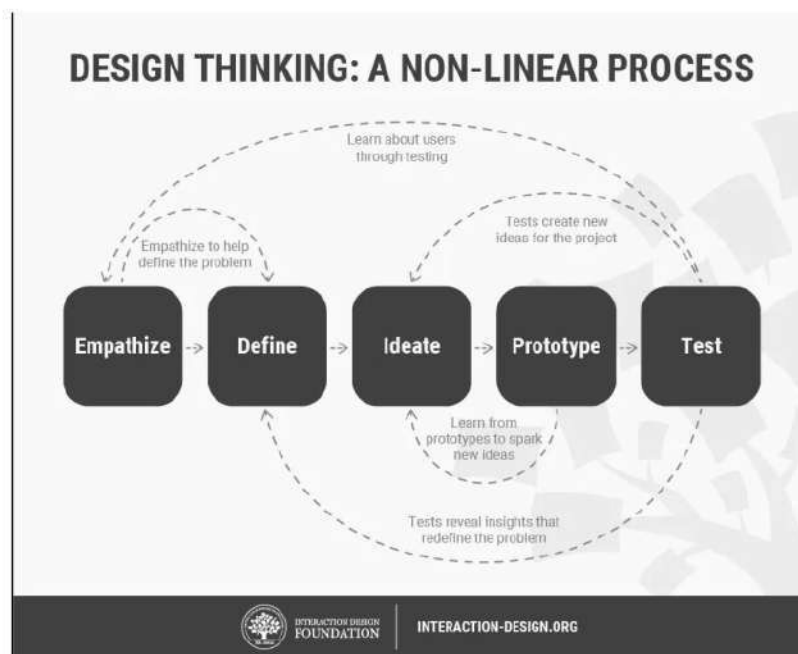 DESIGN THINKING: A NON-LINEAR PROCESS
Learn about users
through testing
Tests create new
ideas for the project
Empathize to help
define the problem
Empathize
Define
Ideate
Prototype
Test
Learn from
prototypes to spark
new ideas
Tests reveal insights that
redefine the problem
INTERACTION DESIGN
FOUNDATION
INTERACTION-DESIGN.ORG